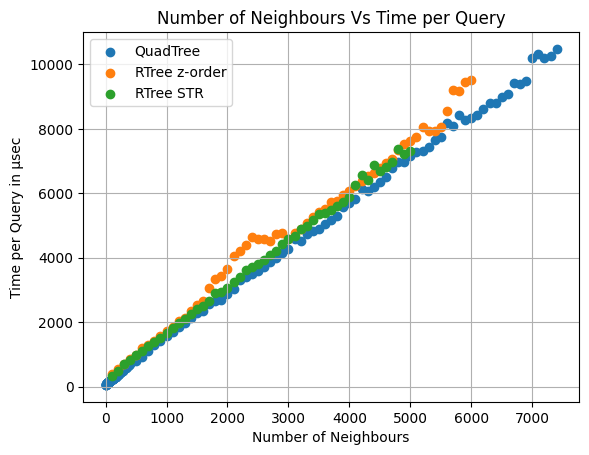 Number of Neighbours Vs Time per Query
QuadTree
RTree z-order
RTree STR
10000
8000
6000
4000
2000
0
Time per Query in μsec
0 1000 2000 3000 4000 5000 6000 7000
Number of Neighbours